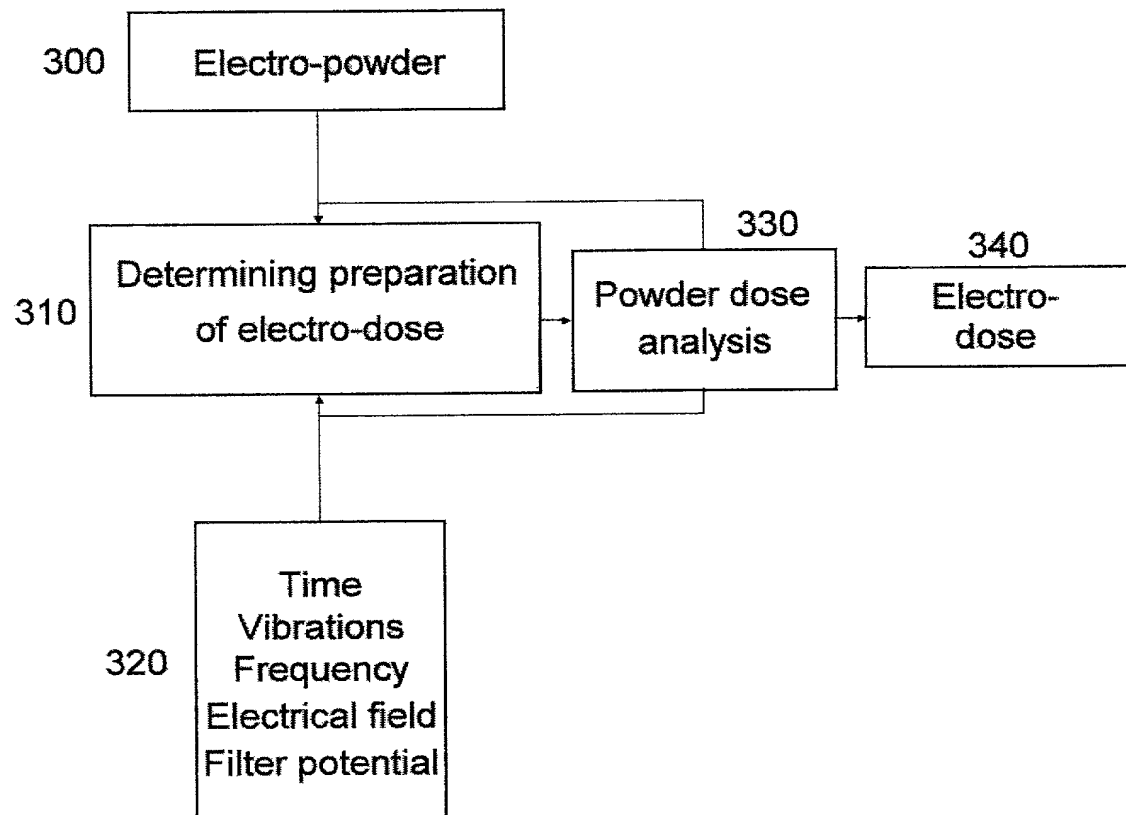 300
Electro-powder
330
340
310
Determining preparation
of electro-dose
Powder dose
analysis
Electro-
dose
320
Time
Vibrations
Frequency
Electrical field
Filter potential